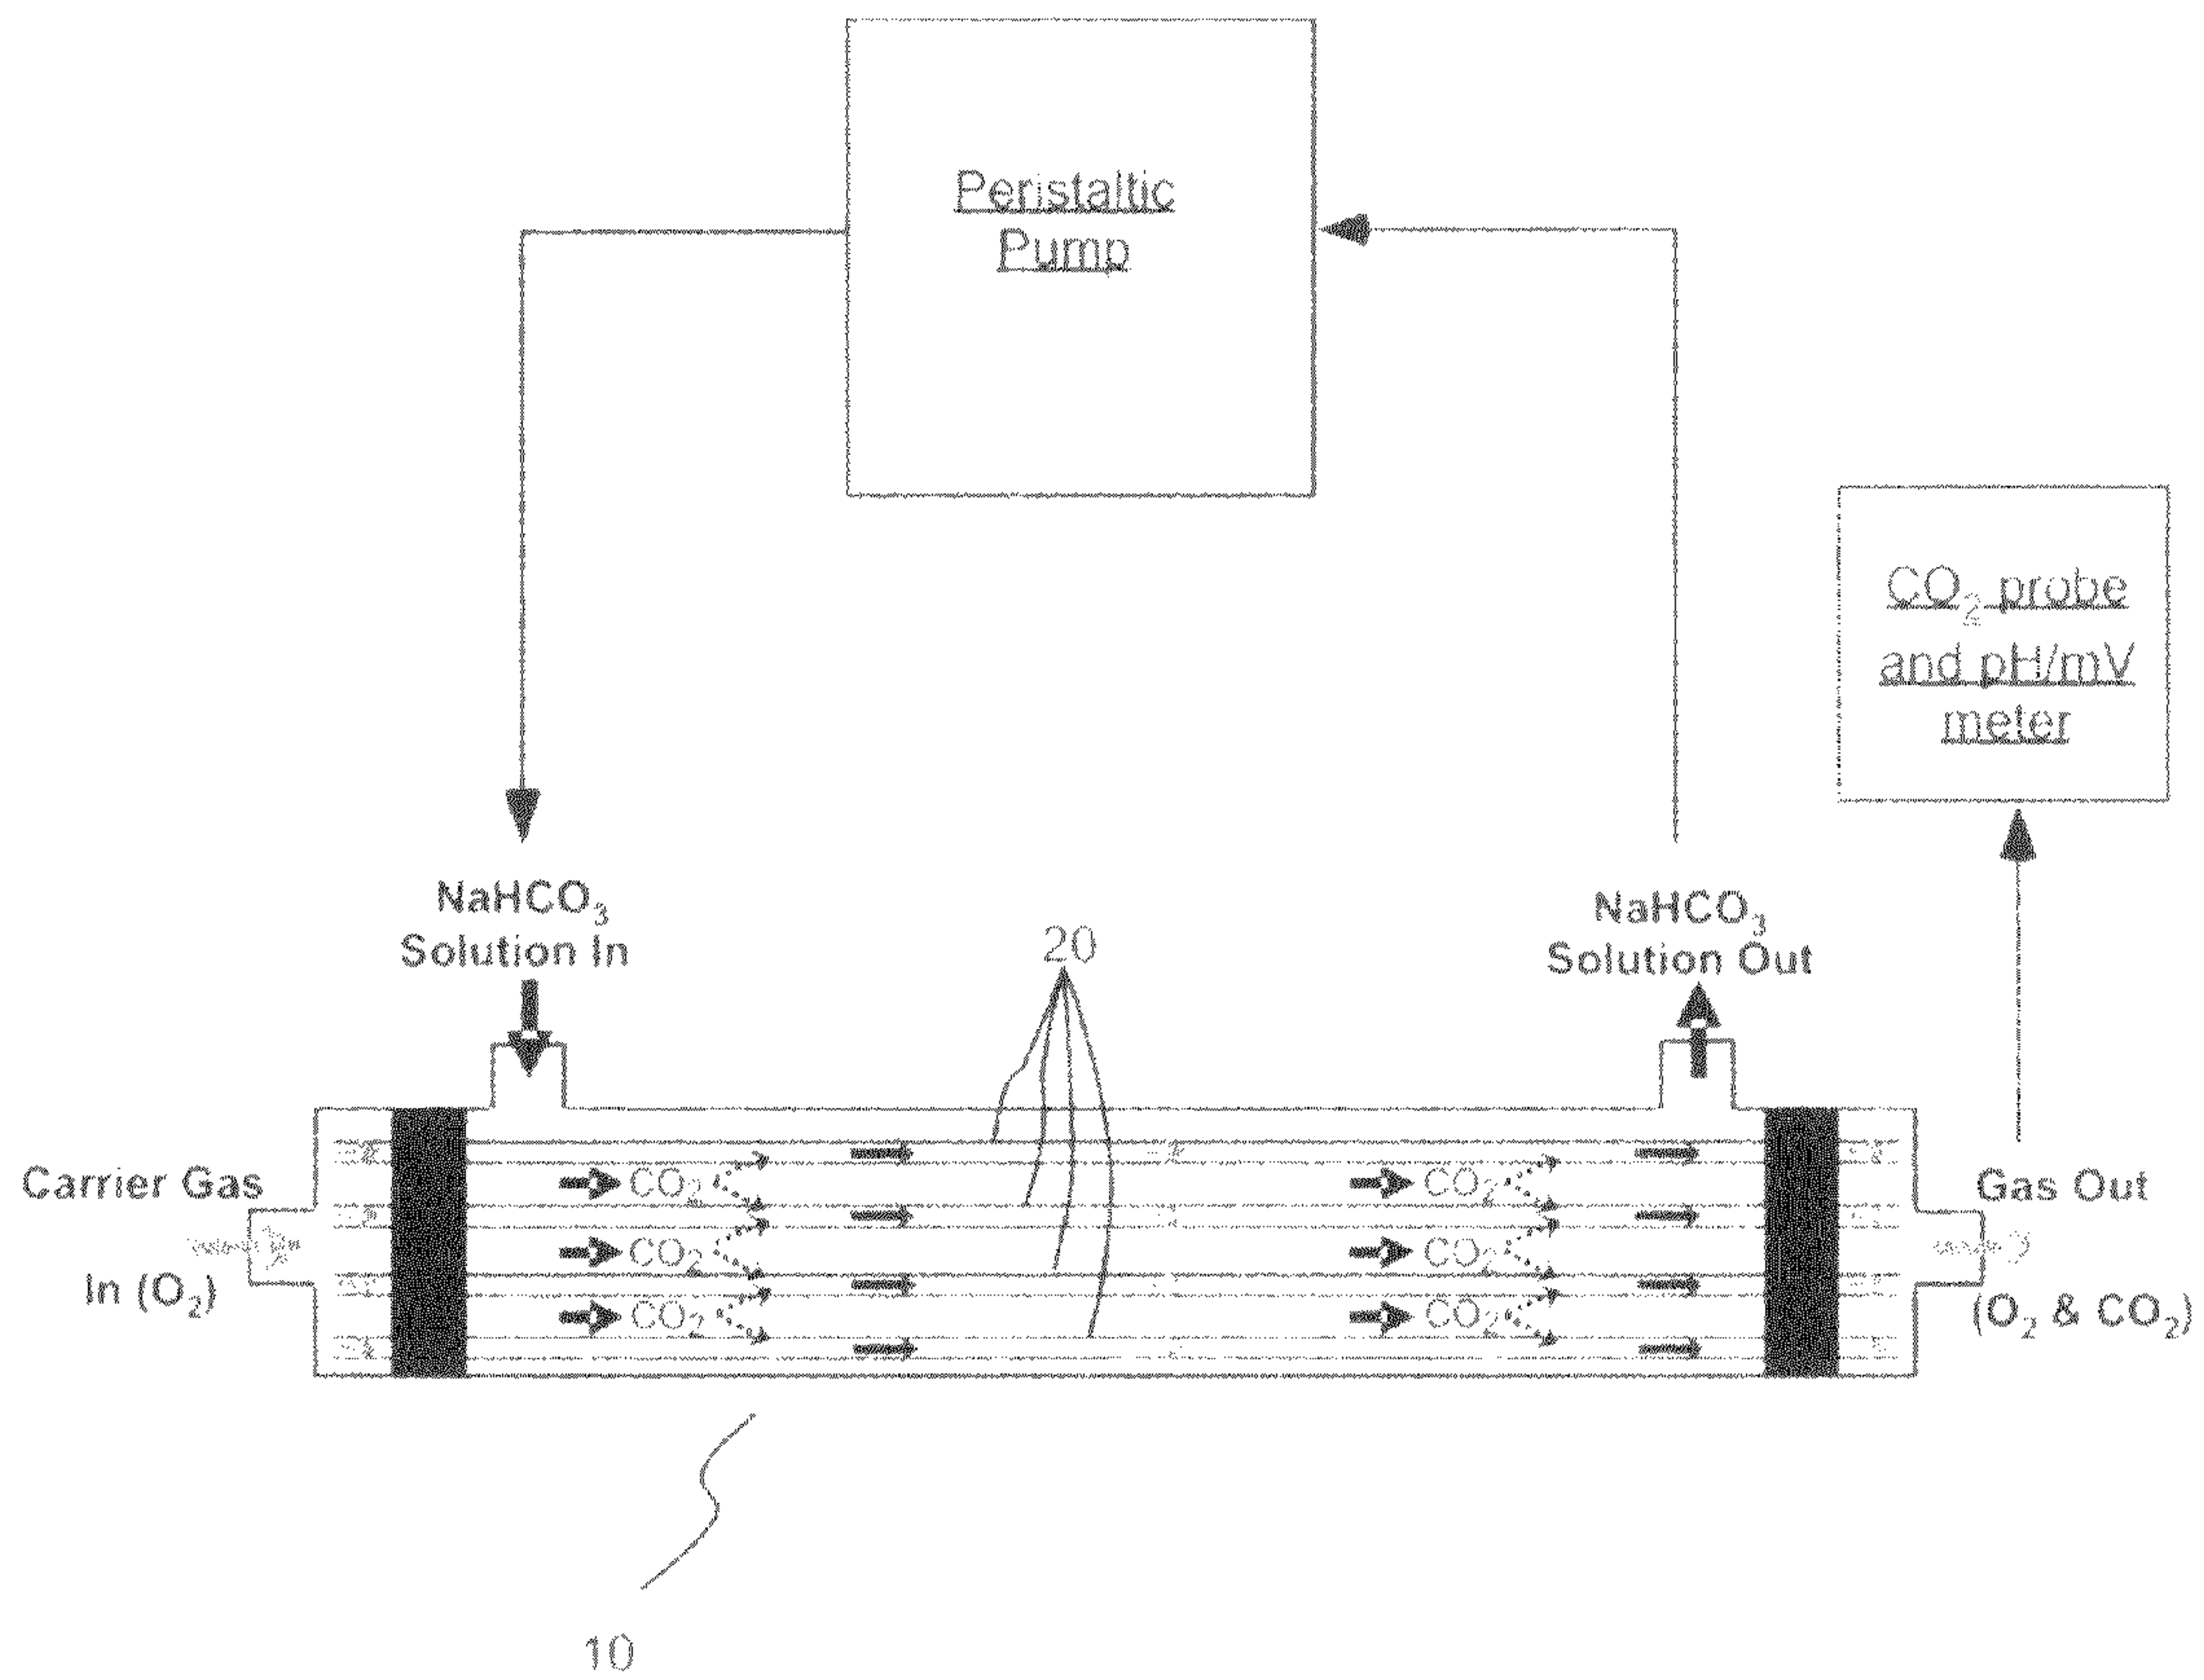 Peristaltic
Pump
CO₂ probe
and pH/mV
meter
NaHCO₃
Solution In
20
NaHCO₃
Solution Out
Carrier Gas
In (O₂)
CO₂
CO₂
CO₂
CO₂
CO₂
CO₂
Gas Out
(O₂ & CO₂)
10